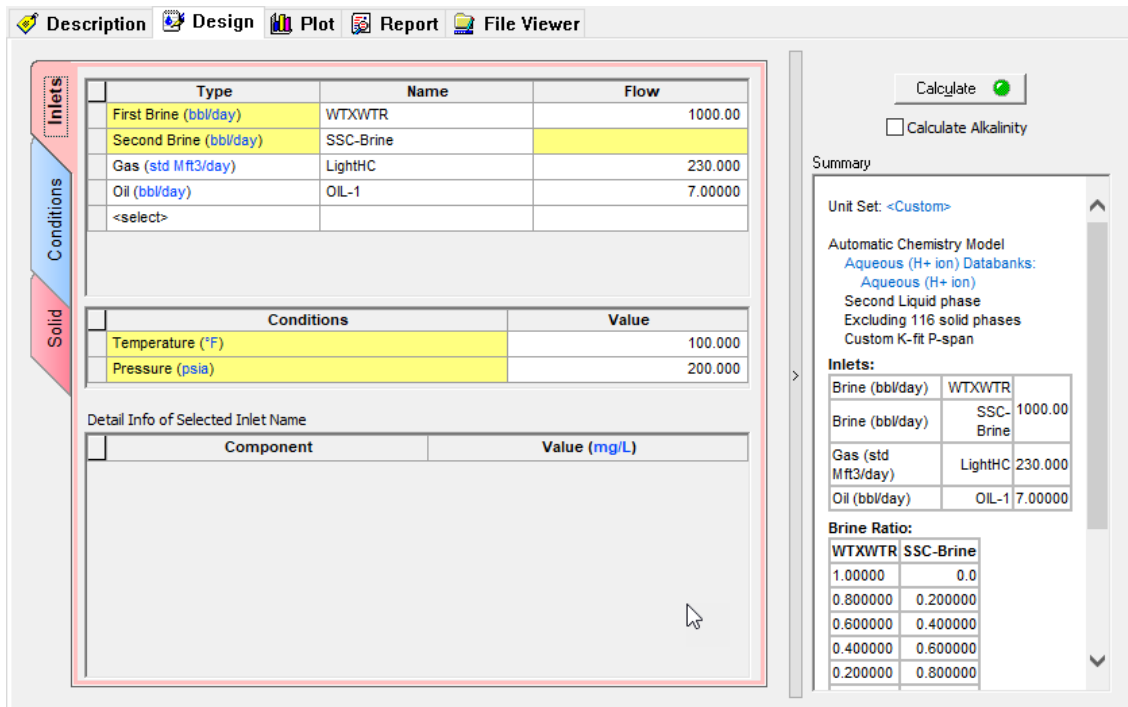 Description Design Plot Report File Viewer
Inlets
Conditions
Solid
Type Name Flow
First Brine (bbl/day) WTXWTR 1000.00
Second Brine (bbl/day) SSC-Brine
Gas (std Mft3/day) LightHC 230.000
Oil (bbl/day) OIL-1 7.00000
<select>
Conditions Value
Temperature (°F) 100.000
Pressure (psia) 200.000
Detail Info of Selected Inlet Name
Component Value (mg/L)
>
Calculate
Calculate Alkalinity
Summary
Unit Set: <Custom>
Automatic Chemistry Model
Aqueous (H+ ion) Databanks:
Aqueous (H+ ion)
Second Liquid phase
Excluding 116 solid phases
Custom K-fit P-span
Inlets:
Brine (bbl/day) WTXWTR 1000.00
Brine (bbl/day) SSC-
Brine
Gas (std
Mft3/day) LightHC 230.000
Oil (bbl/day) OIL-1 7.00000
Brine Ratio:
WTXWTR SSC-Brine
1.00000 0.0
0.800000 0.200000
0.600000 0.400000
0.400000 0.600000
0.200000 0.800000